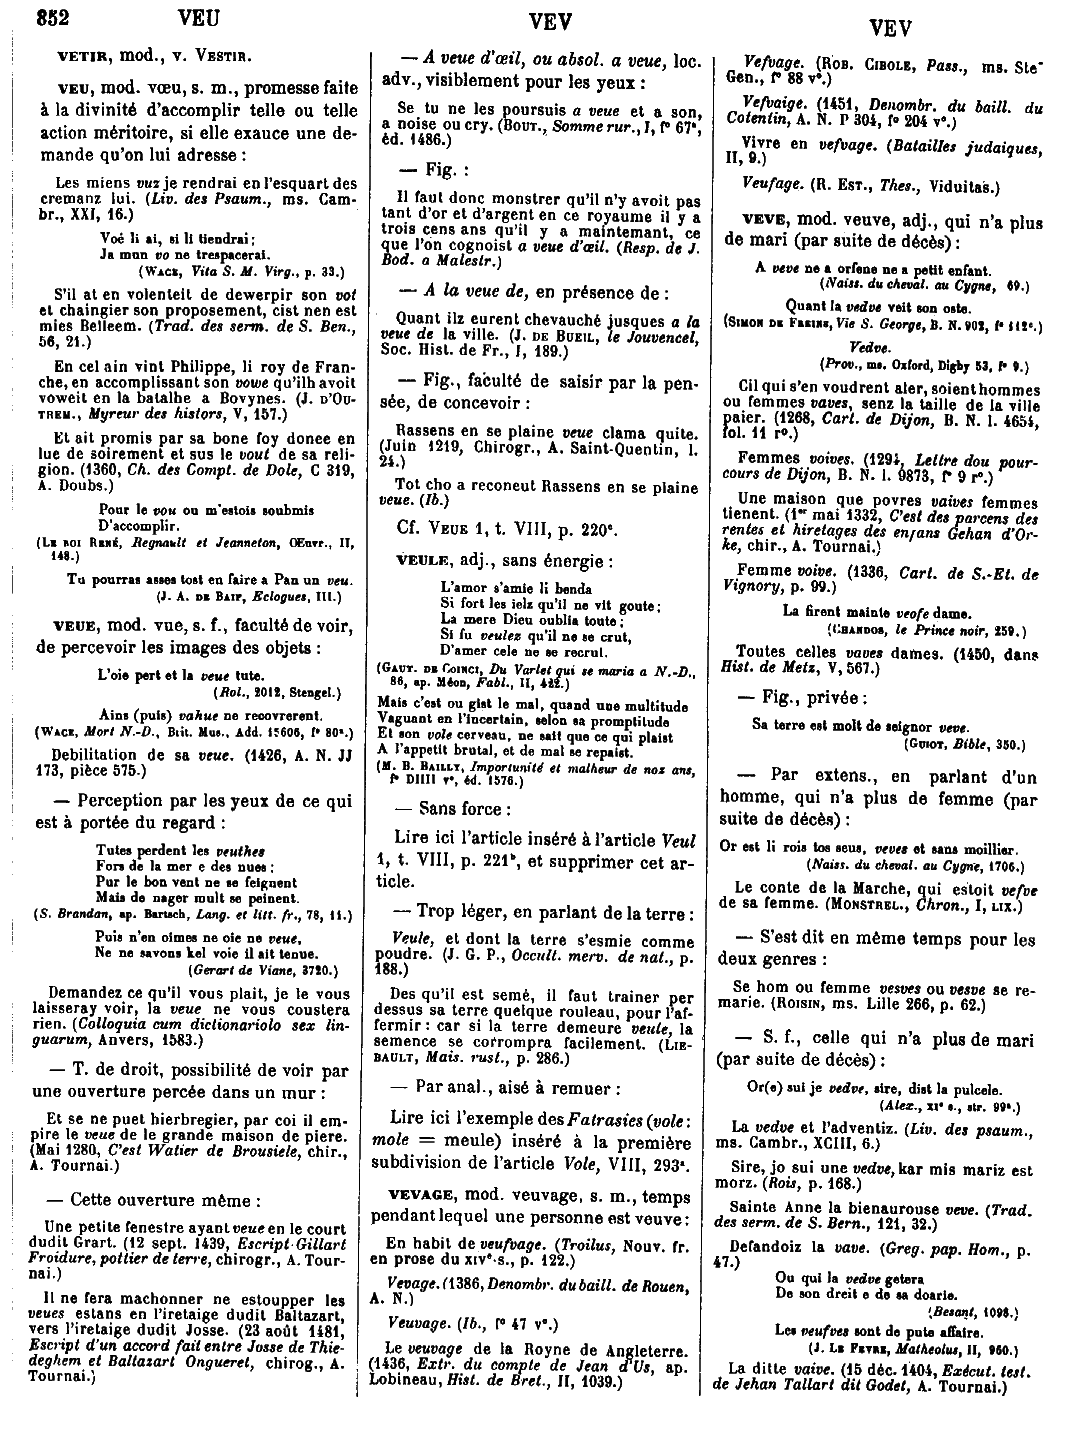 852 VEU VEV VEV
VETIR, mod., v. VESTIR.
VEU, mod. vœu, s. m., promesse faite
à la divinité d'accomplir telle ou telle
action méritoire, si elle exauce une de-
mande qu'on lui adresse :
Les miens vuz je rendrai en l'esquart des
cremanz lui. (Liv. des Psaum., ms. Cam-
br., XXI, 16.)
Voé li ai, si li tiendrai ;
Ja mun vo ne trespacerai.
(WACE, Vita S. M. Virg., p. 33.)
S'il at en volenteit de dewerpir son vot
et chaingier son proposement, cist nen est
mies Belleem. (Trad. des serm. de S. Ben.,
56, 21.)
En cel ain vint Philippe, li roy de Fran-
che, en accomplissant son vowe qu'ilh avoit
voweit en la batalhe a Bovynes. (J. D'OU-
TREM., Myreur des histors, V, 157.)
Et ait promis par sa bone foy donee en
lue de soirement et sus le vout de sa reli-
gion. (1360, Ch. des Compt. de Dole, C 319,
A. Doubs.)
Pour le vou ou m'estois soubmis
D'accomplir.
(LE ROI RENÉ, Regnault et Jeanneton, Œuvr., II,
148.)
Tu pourras asses tost en faire a Pan un veu.
(J. A. DE BAIF, Eclogues, III.)
VEUE, mod. vue, s. f., faculté de voir,
de percevoir les images des objets :
L'oie pert et la veue tute.
(Rol., 2012, Stengel.)
Ains (puis) vahue ne recovrerent.
(WACE, Mort N.-D., Brit. Mus., Add. 15606, f° 80ª.)
Debilitation de sa veue. (1426, A. N. JJ
173, pièce 575.)
— Perception par les yeux de ce qui
est à portée du regard :
Tutes perdent les veuthes
Fors de la mer e des nues ;
Pur le bon vent ne se feignent
Mais de nager mult se peinent.
(S. Brandan, ap. Bartsch, Lang. et litt. fr., 78, 11.)
Puis n'en oimes ne oie ne veue,
Ne ne savons kel voie il ait tenue.
(Gerart de Viane, 3720.)
Demandez ce qu'il vous plait, je le vous
laisseray voir, la veue ne vous coustera
rien. (Colloquia cum dictionariolo sex lin-
guarum, Anvers, 1583.)
— T. de droit, possibilité de voir par
une ouverture percée dans un mur :
Et se ne puet hierbregier, par coi il em-
pire le veue de le grande maison de piere.
(Mai 1280, C'est Watier de Brousiele, chir.,
A. Tournai.)
— Cette ouverture même :
Une petite fenestre ayant veue en le court
dudit Grart. (12 sept. 1439, Escript Gillart
Froidure, pottier de terre, chirogr., A. Tour-
nai.)
Il ne fera machonner ne estoupper les
veues estans en l'iretaige dudit Baltazart,
vers l'iretaige dudit Josse. (23 août 1481,
Escript d'un accord fait entre Josse de Thie-
deghem et Baltazart Ongueret, chirog., A.
Tournai.)
— A veue d'œil, ou absol. a veue, loc.
adv., visiblement pour les yeux :
Se tu ne les poursuis a veue et a son,
a noise ou cry. (BOUT., Somme rur., I, f° 67ª,
éd. 1486.)
— Fig. :
Il faut donc monstrer qu'il n'y avoit pas
tant d'or et d'argent en ce royaume il y a
trois cens ans qu'il y a maintemant, ce
que l'on cognoist a veue d'œil. (Resp. de J.
Bod. a Malestr.)
— A la veue de, en présence de :
Quant ilz eurent chevauché jusques a la
veue de la ville. (J. DE BUEIL, le Jouvencel,
Soc. Hist. de Fr., I, 189.)
— Fig., faculté de saisir par la pen-
sée, de concevoir :
Rassens en se plaine veue clama quite.
(Juin 1219, Chirogr., A. Saint-Quentin, l.
24.)
Tot cho a reconeut Rassens en se plaine
veue. (Ib.)
Cf. VEUE 1, t. VIII, p. 220ᶜ.
VEULE, adj., sans énergie :
L'amor s'amie li benda
Si fort les ielz qu'il ne vit goute ;
La mere Dieu oublia toute ;
Si fu veulez qu'il ne se crut,
D'amer cele ne se recrut.
(GAUT. DE COINCI, Du Varlet qui se maria a N.-D.,
86, ap. Méon, Fabl., II, 422.)
Mais c'est ou gist le mal, quand une multitude
Vaguant en l'incertain, selon sa promptitude
Et son vole cerveau, ne sait que ce qui plaist
A l'appetit brutal, et de mal se repaist.
(M. B. BAILLY, Importunité et malheur de noz ans,
f° DIIII v°, éd. 1576.)
— Sans force :
Lire ici l'article inséré à l'article Veul
1, t. VIII, p. 221ᵇ, et supprimer cet ar-
ticle.
— Trop léger, en parlant de la terre :
Veule, et dont la terre s'esmie comme
poudre. (J. G. P., Occult. merv. de nat., p.
188.)
Des qu'il est semé, il faut trainer per
dessus sa terre quelque rouleau, pour l'af-
fermir : car si la terre demeure veule, la
semence se corrompra facilement. (LIE-
BAULT, Mais. rust., p. 286.)
— Par anal., aisé à remuer :
Lire ici l'exemple des Fatrasies (vole :
mole = meule) inséré à la première
subdivision de l'article Vole, VIII, 293ª.
VEVAGE, mod. veuvage, s. m., temps
pendant lequel une personne est veuve :
En habit de veufvage. (Troilus, Nouv. fr.
en prose du XIVᵉ s., p. 122.)
Vevage. (1386, Denombr. du baill. de Rouen,
A. N.)
Veuvage. (Ib., f° 47 v°.)
Le veuvage de la Royne de Angleterre.
(1436, Extr. du compte de Jean d'Us, ap.
Lobineau, Hist. de Bret., II, 1039.)
Vefvage. (ROB. CIBOLE, Pass., ms. Ste-
Gen., f° 88 v°.)
Vefvaige. (1451, Denombr. du baill. du
Cotentin, A. N. P 304, f° 204 v°.)
Vivre en vefvage. (Batailles judaiques,
II, 9.)
Veufage. (R. EST., Thes., Viduitas.)
VEVE, mod. veuve, adj., qui n'a plus
de mari (par suite de décès) :
A veve ne a orfene ne a petit enfant.
(Naiss. du cheval. au Cygne, 69.)
Quant la vedve veit son oste.
(SIMON DE FREINE, Vie S. George, B. N. 902, f° 112ᶜ.)
Vedve.
(Prov., ms. Oxford, Digby 53, f° 9.)
Cil qui s'en voudrent aler, soient hommes
ou femmes vaves, senz la taille de la ville
paier. (1268, Cart. de Dijon, B. N. l. 4654,
fol. 11 r°.)
Femmes voives. (1294, Lettre dou pour-
cours de Dijon, B. N. l. 9873, f° 9 r°.)
Une maison que povres vaives femmes
tienent. (1ᵉʳ mai 1332, C'est des parcens des
rentes et hiretages des enfans Gehan d'Or-
ke, chir., A. Tournai.)
Femme voive. (1336, Cart. de S.-Et. de
Vignory, p. 99.)
La firent mainte veofe dame.
(CHANDOS, le Prince noir, 259.)
Toutes celles vaves dames. (1450, dans
Hist. de Metz, V, 567.)
— Fig., privée :
Sa terre est molt de seignor veve.
(GUIOT, Bible, 350.)
— Par extens., en parlant d'un
homme, qui n'a plus de femme (par
suite de décès) :
Or est li rois tos seus, veves et sans moillier.
(Naiss. du cheval. au Cygne, 1706.)
Le conte de la Marche, qui estoit vefve
de sa femme. (MONSTREL., Chron., I, LIX.)
— S'est dit en même temps pour les
deux genres :
Se hom ou femme vesves ou vesve se re-
marie. (ROISIN, ms. Lille 266, p. 62.)
— S. f., celle qui n'a plus de mari
(par suite de décès) :
Or(e) sui je vedve, sire, dist la pulcele.
(Alex., XIᵉ s., str. 99ᵉ.)
La vedve et l'adventiz. (Liv. des psaum.,
ms. Cambr., XCIII, 6.)
Sire, jo sui une vedve, kar mis mariz est
morz. (Rois, p. 168.)
Sainte Anne la bienaurouse veve. (Trad.
des serm. de S. Bern., 121, 32.)
Defandoiz la vave. (Greg. pap. Hom., p.
47.)
Ou qui la vedve getera
De son dreit e de sa doarie.
(Besant, 1098.)
Les veufves sont de pute affaire.
(J. LE FEVRE, Matheolus, II, 960.)
La ditte vaive. (15 déc. 1404, Exécut. test.
de Jehan Tallart dit Godet, A. Tournai.)